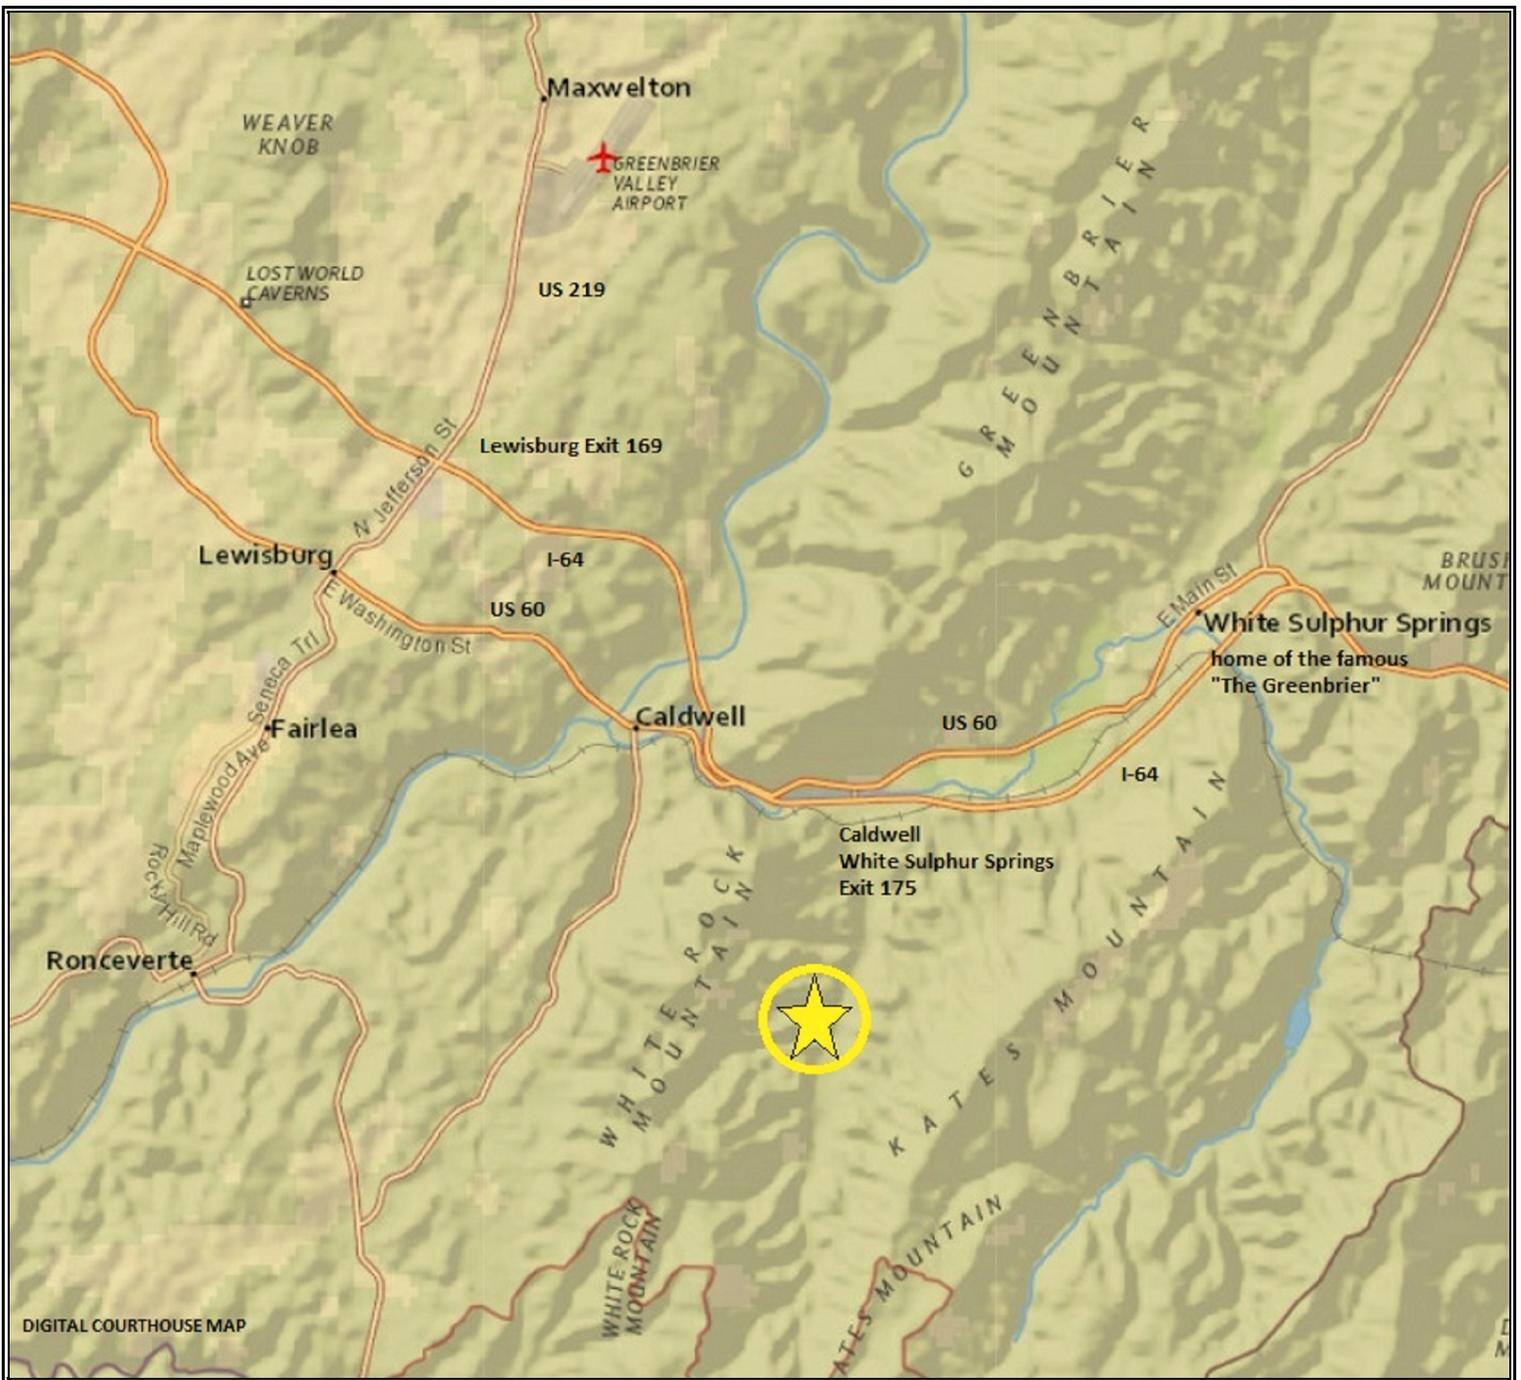 Maxwelton
WEAVER
KNOB
GREENBRIER
VALLEY
AIRPORT
GREENBRIER
MOUNTAIN
LOST WORLD
CAVERNS
US 219
N Jefferson St
Lewisburg Exit 169
Lewisburg
I-64
US 60
E Washington St
BRUSH
MOUNT
E Main St
White Sulphur Springs
home of the famous
"The Greenbrier"
Seneca Trl
Fairlea
Caldwell
US 60
I-64
Maplewood Ave
Rocky Hill Rd
Caldwell
White Sulphur Springs
Exit 175
Ronceverte
WHITE ROCK
MOUNTAIN
KATES MOUNTAIN
WHITE ROCK
MOUNTAIN
ATES MOUNTAIN
DIGITAL COURTHOUSE MAP